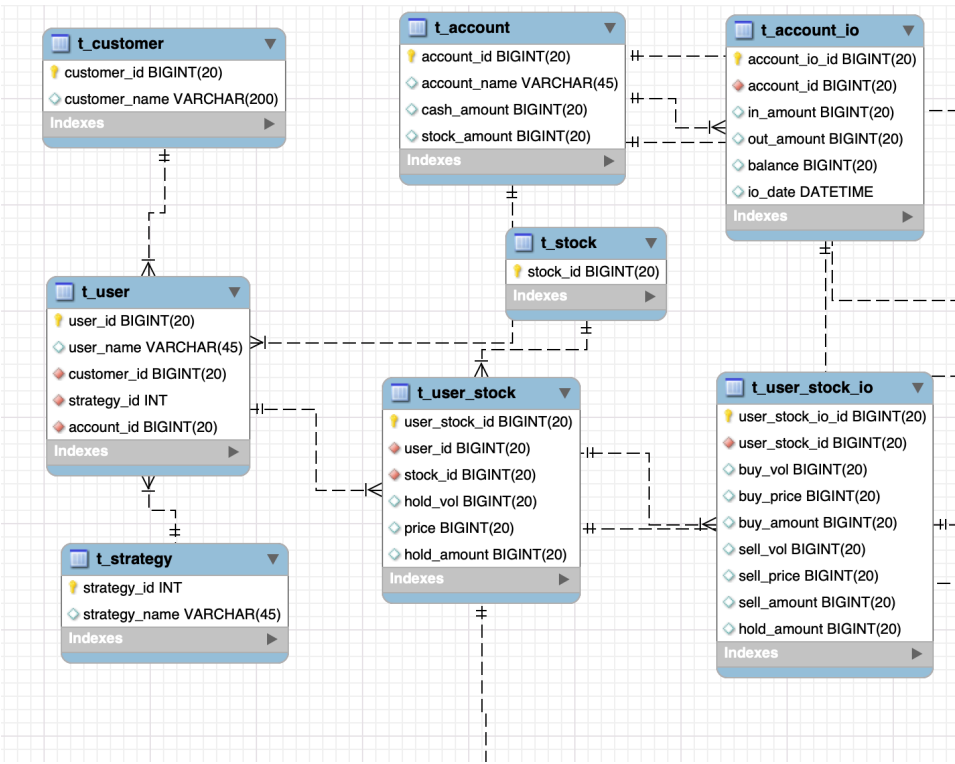 t_customer
customer_id BIGINT(20)
customer_name VARCHAR(200)
Indexes
t_account
account_id BIGINT(20)
account_name VARCHAR(45)
cash_amount BIGINT(20)
stock_amount BIGINT(20)
Indexes
t_account_io
account_io_id BIGINT(20)
account_id BIGINT(20)
in_amount BIGINT(20)
out_amount BIGINT(20)
balance BIGINT(20)
io_date DATETIME
Indexes
t_stock
stock_id BIGINT(20)
Indexes
t_user
user_id BIGINT(20)
user_name VARCHAR(45)
customer_id BIGINT(20)
strategy_id INT
account_id BIGINT(20)
Indexes
t_user_stock
user_stock_id BIGINT(20)
user_id BIGINT(20)
stock_id BIGINT(20)
hold_vol BIGINT(20)
price BIGINT(20)
hold_amount BIGINT(20)
Indexes
t_user_stock_io
user_stock_io_id BIGINT(20)
user_stock_id BIGINT(20)
buy_vol BIGINT(20)
buy_price BIGINT(20)
buy_amount BIGINT(20)
sell_vol BIGINT(20)
sell_price BIGINT(20)
sell_amount BIGINT(20)
hold_amount BIGINT(20)
Indexes
t_strategy
strategy_id INT
strategy_name VARCHAR(45)
Indexes